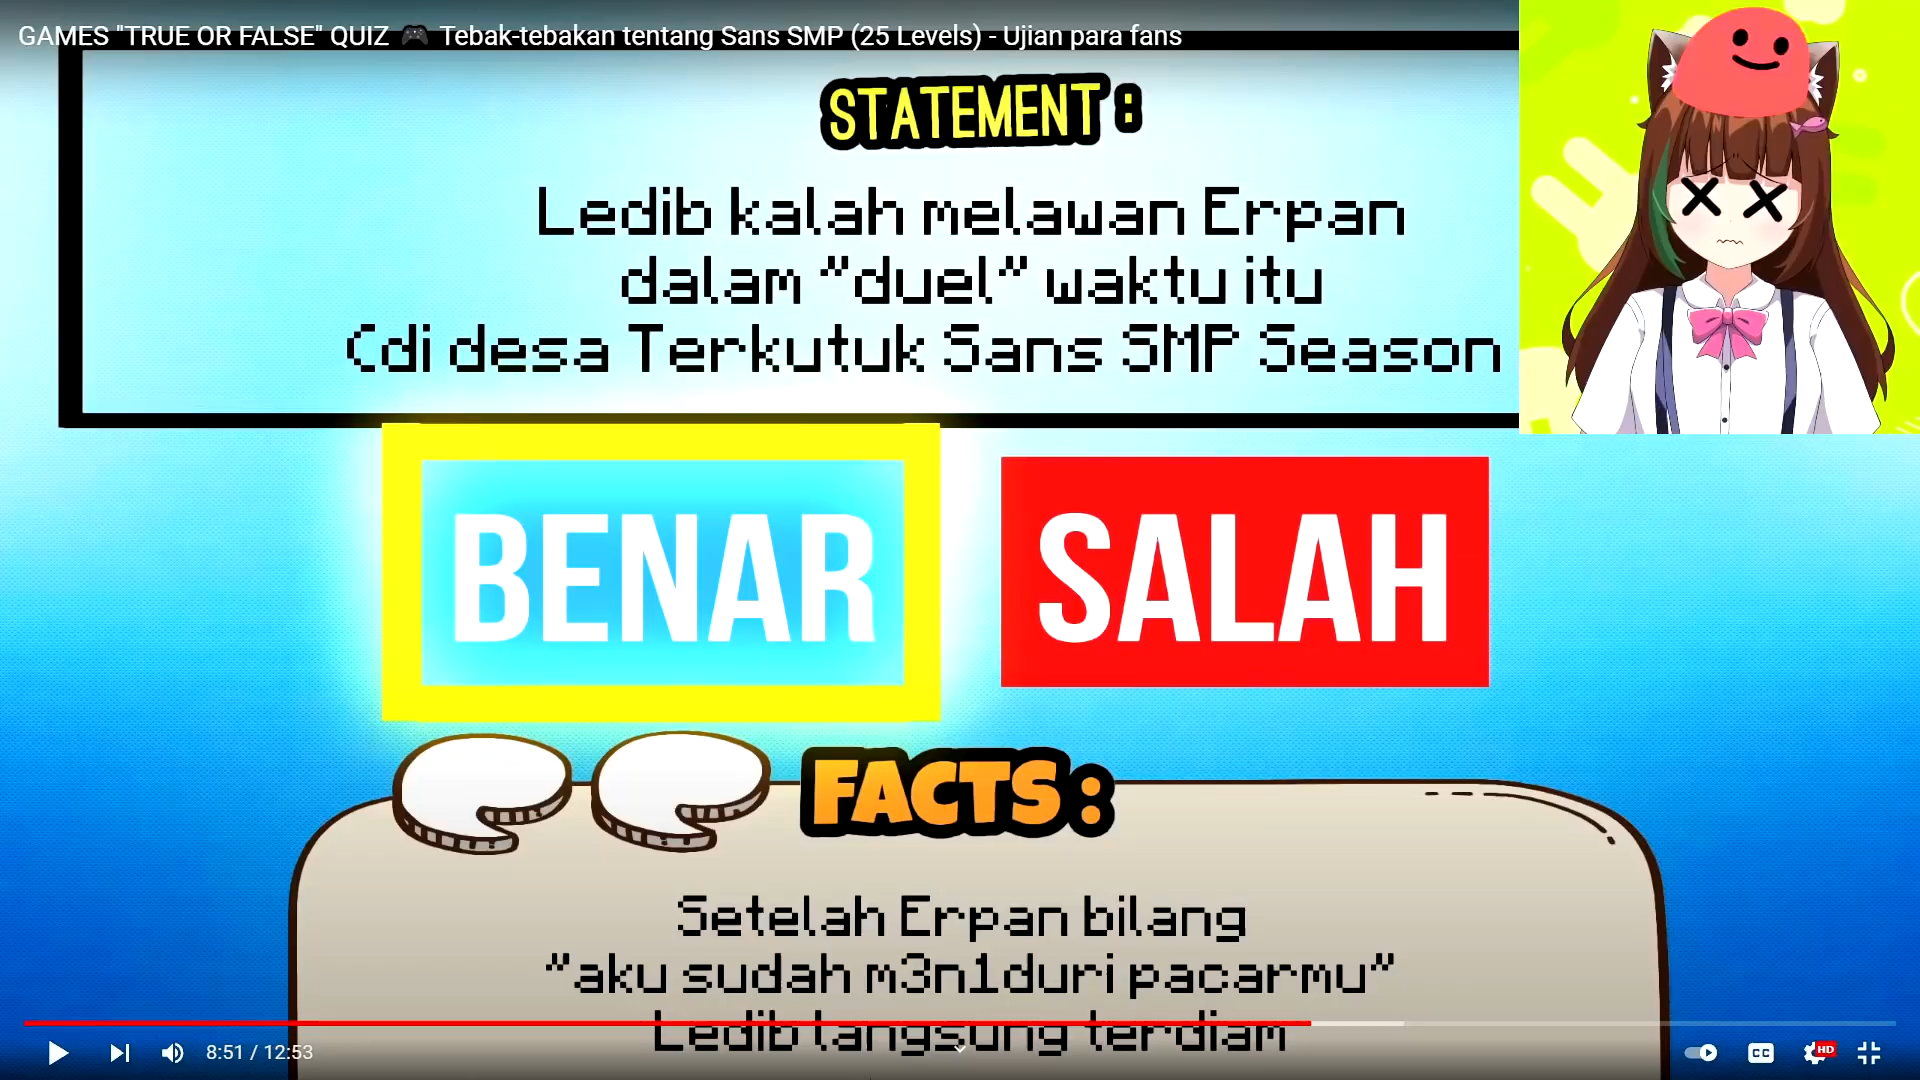 GAMES "TRUE OR FALSE" QUIZ 🎮 Tebak-tebakan tentang Sans SMP (25 Levels) - Ujian para fans
STATEMENT :
Ledib kalah melawan Erpan
dalam "duel" waktu itu
(di desa Terkutuk Sans SMP Season
BENAR
SALAH
FACTS :
Setelah Erpan bilang
"aku sudah m3n1duri pacarmu"
Ledib langsung terdiam
8:51 / 12:53
CC
HD